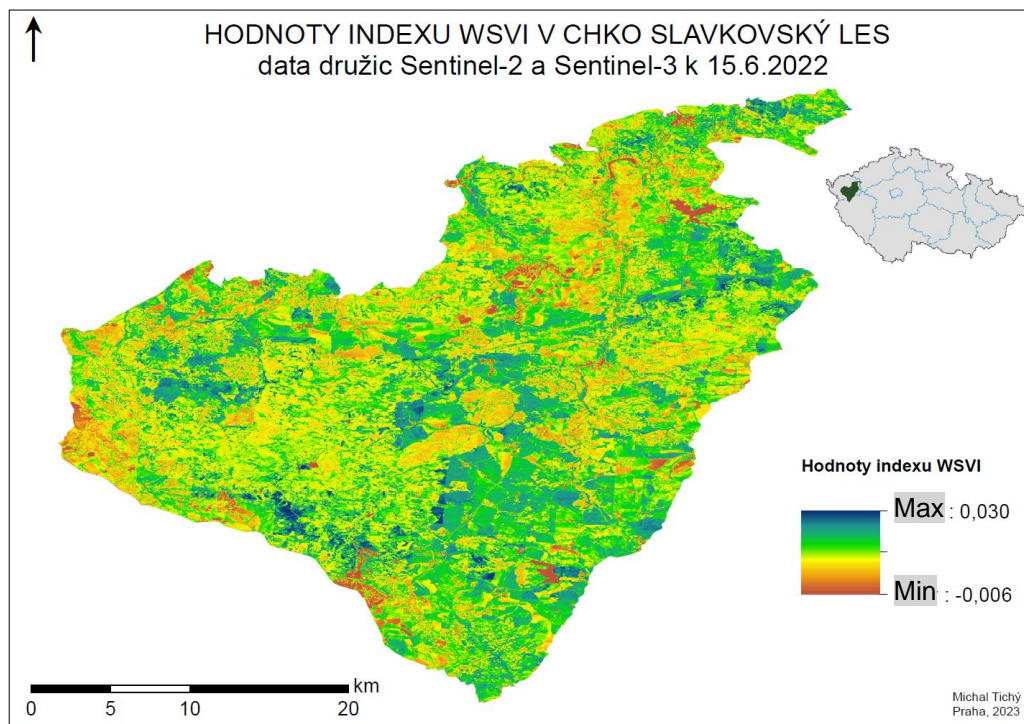 HODNOTY INDEXU WSVI V CHKO SLAVKOVSKÝ LES
data družic Sentinel-2 a Sentinel-3 k 15.6.2022
Hodnoty indexu WSVI
Max : 0,030
Min : -0,006
km
0 5 10 20
Michal Tichý
Praha, 2023